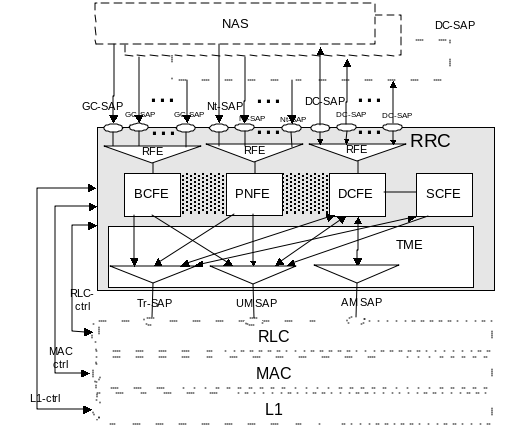 NAS
DC-SAP
GC-SAP
GC-SAP
GC-SAP
Nt-SAP
Nt-SAP
DC-SAP
DC-SAP
DC-SAP
RRC
RFE
RFE
RFE
BCFE
PNFE
DCFE
SCFE
TME
RLC-
ctrl
Tr-SAP
UM SAP
AM SAP
RLC
MAC
ctrl
MAC
L1-ctrl
L1